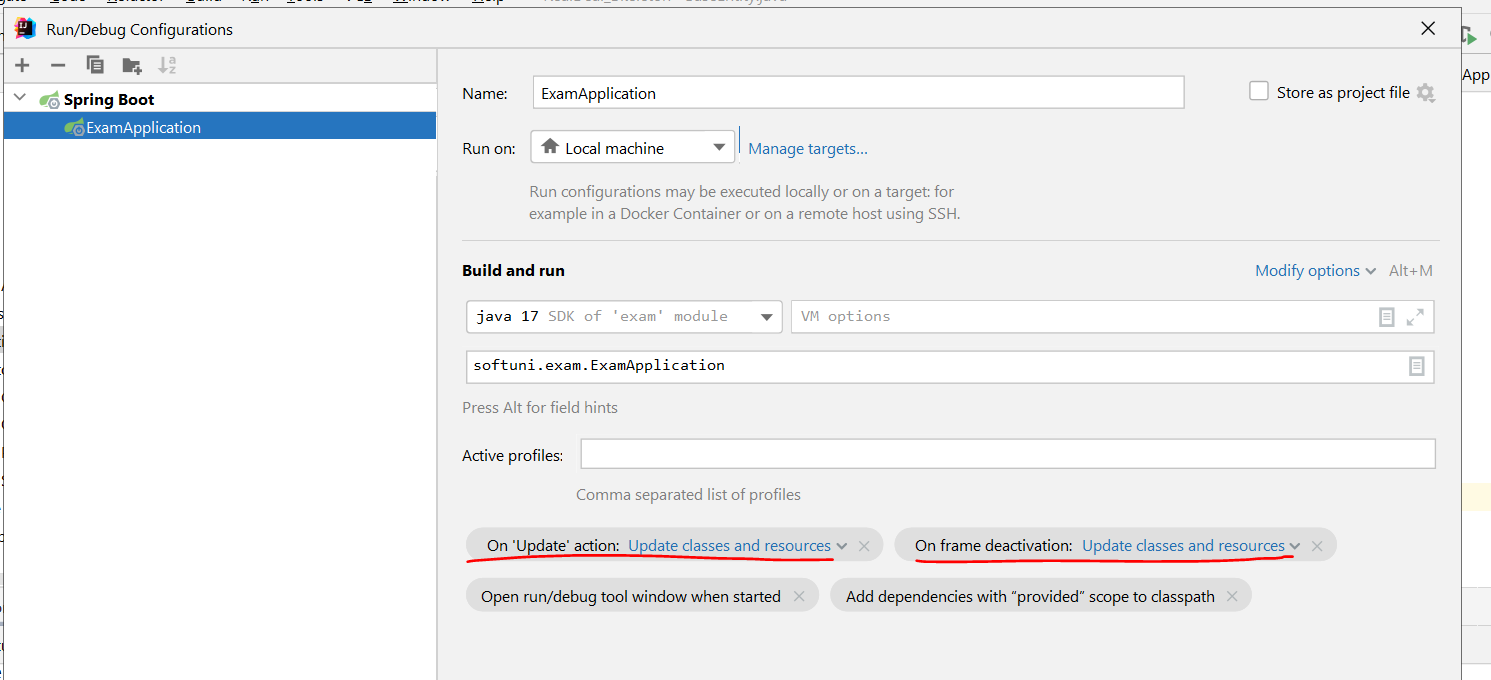 Run/Debug Configurations
Spring Boot
ExamApplication
Name: ExamApplication
Store as project file
Run on: Local machine
Manage targets...
Run configurations may be executed locally or on a target: for
example in a Docker Container or on a remote host using SSH.
Build and run
Modify options Alt+M
java 17 SDK of 'exam' module
VM options
softuni.exam.ExamApplication
Press Alt for field hints
Active profiles:
Comma separated list of profiles
On 'Update' action: Update classes and resources
On frame deactivation: Update classes and resources
Open run/debug tool window when started
Add dependencies with “provided” scope to classpath
App